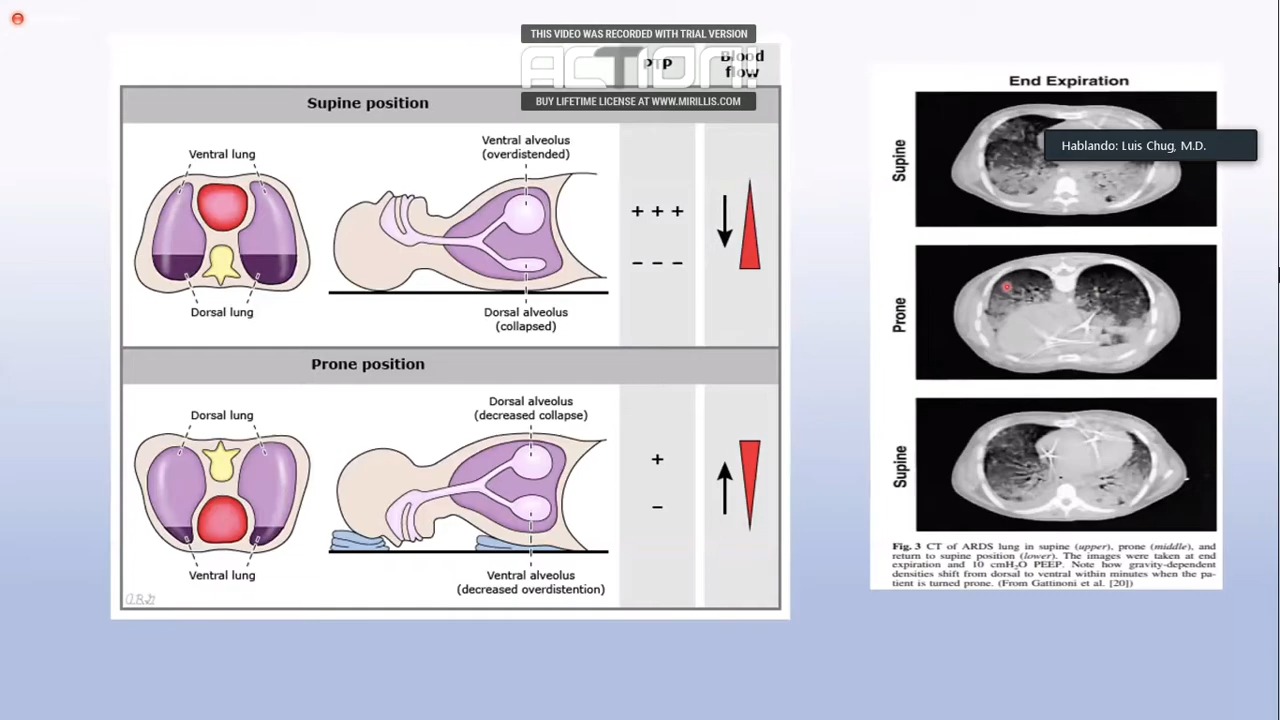 THIS VIDEO WAS RECORDED WITH TRIAL VERSION
ACTION!
BUY LIFETIME LICENSE AT WWW.MIRILLIS.COM
PTP
Blood
flow
Supine position
Ventral lung
Ventral alveolus
(overdistended)
+ + +
– – –
Dorsal lung
Dorsal alveolus
(collapsed)
Prone position
Dorsal lung
Dorsal alveolus
(decreased collapse)
+
–
Ventral lung
Ventral alveolus
(decreased overdistention)
End Expiration
Supine
Hablando: Luis Chug, M.D.
Prone
Supine
Fig. 3 CT of ARDS lung in supine (upper), prone (middle), and
return to supine position (lower). The images were taken at end
expiration and 10 cmH2O PEEP. Note how gravity-dependent
densities shift from dorsal to ventral within minutes when the pa-
tient is turned prone. (From Gattinoni et al. [20])